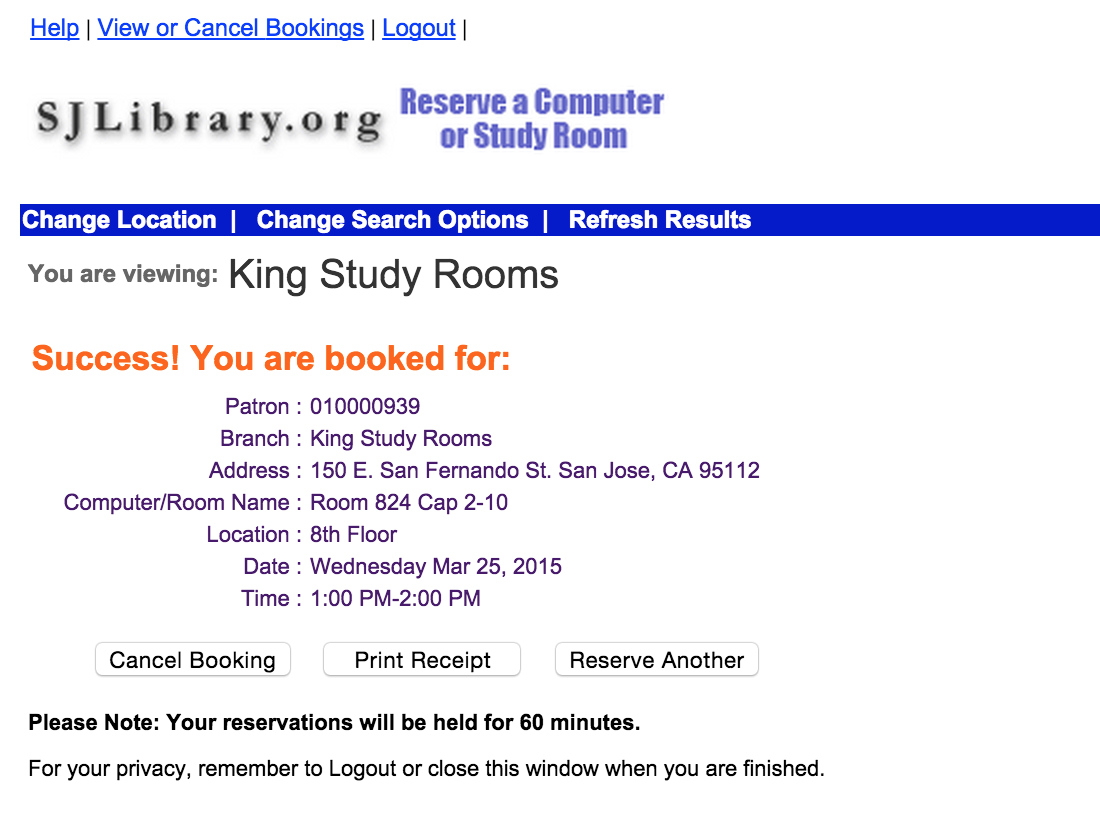 Help | View or Cancel Bookings | Logout |
SJLibrary.org
Reserve a Computer
or Study Room
Change Location | Change Search Options | Refresh Results
You are viewing: King Study Rooms
Success! You are booked for:
Patron : 010000939
Branch : King Study Rooms
Address : 150 E. San Fernando St. San Jose, CA 95112
Computer/Room Name : Room 824 Cap 2-10
Location : 8th Floor
Date : Wednesday Mar 25, 2015
Time : 1:00 PM-2:00 PM
Cancel Booking Print Receipt Reserve Another
Please Note: Your reservations will be held for 60 minutes.
For your privacy, remember to Logout or close this window when you are finished.